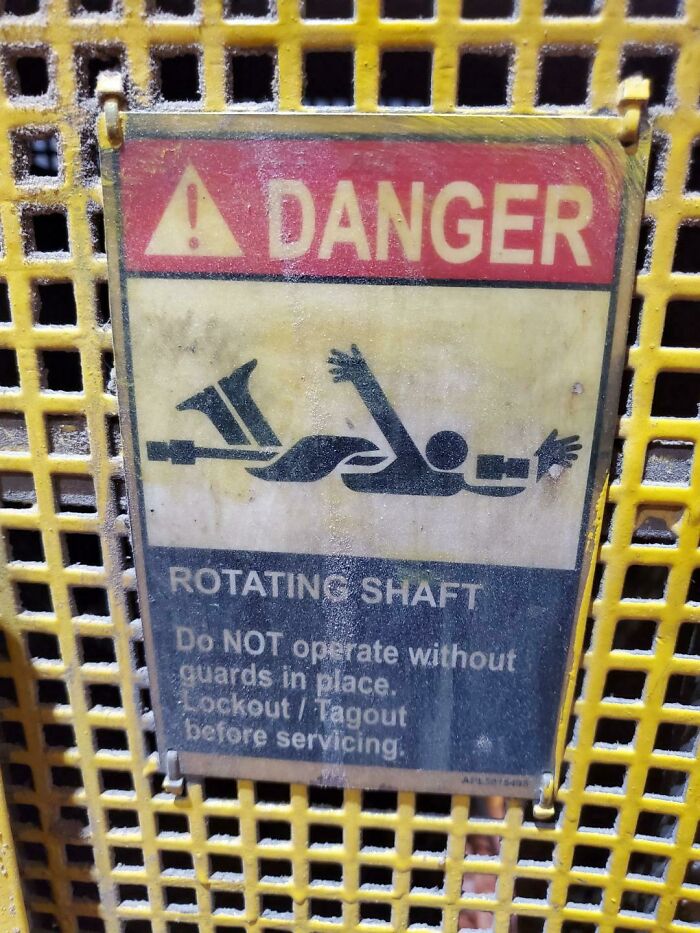 DANGER
ROTATING SHAFT
Do NOT operate without
guards in place.
Lockout / Tagout
before servicing.